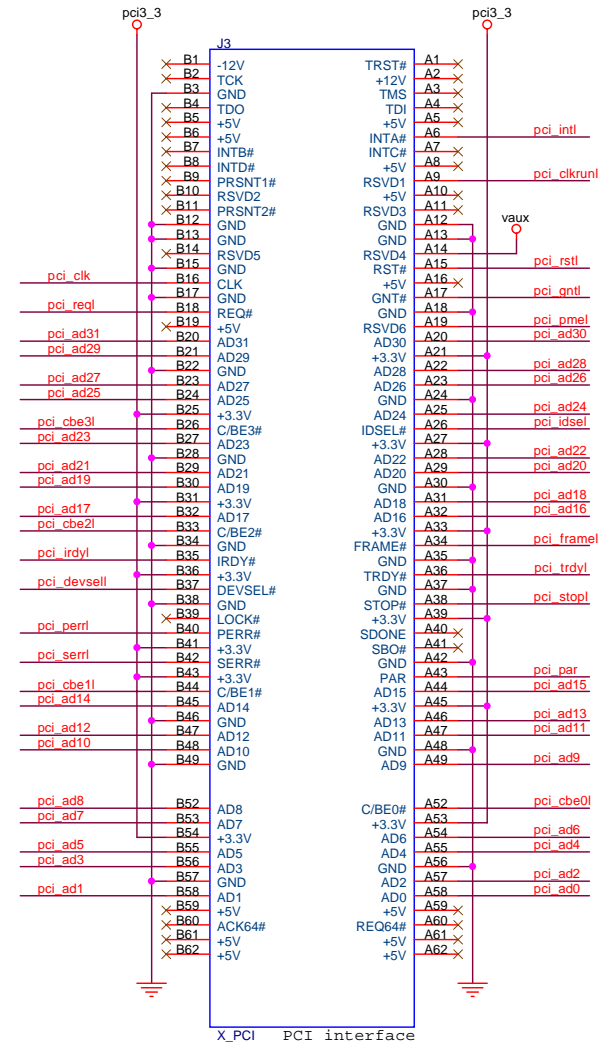 pci3_3 pci3_3
J3
B1 -12V TRST# A1
B2 TCK +12V A2
B3 GND TMS A3
B4 TDO TDI A4
B5 +5V +5V A5
B6 +5V INTA# A6 pci_intl
B7 INTB# INTC# A7
B8 INTD# +5V A8
B9 PRSNT1# RSVD1 A9 pci_clkrunl
B10 RSVD2 +5V A10
B11 PRSNT2# RSVD3 A11
vaux
B12 GND GND A12
B13 GND GND A13
B14 RSVD5 RSVD4 A14
B15 GND RST# A15 pci_rstl
pci_clk B16 CLK +5V A16
B17 GND GNT# A17 pci_gntl
pci_reql B18 REQ# GND A18
B19 +5V RSVD6 A19 pci_pmel
pci_ad31 B20 AD31 AD30 A20 pci_ad30
pci_ad29 B21 AD29 +3.3V A21
B22 GND AD28 A22 pci_ad28
pci_ad27 B23 AD27 AD26 A23 pci_ad26
pci_ad25 B24 AD25 GND A24
B25 +3.3V AD24 A25 pci_ad24
pci_cbe3l B26 C/BE3# IDSEL# A26 pci_idsel
pci_ad23 B27 AD23 +3.3V A27
B28 GND AD22 A28 pci_ad22
pci_ad21 B29 AD21 AD20 A29 pci_ad20
pci_ad19 B30 AD19 GND A30
B31 +3.3V AD18 A31 pci_ad18
pci_ad17 B32 AD17 AD16 A32 pci_ad16
pci_cbe2l B33 C/BE2# +3.3V A33
B34 GND FRAME# A34 pci_framel
pci_irdyl B35 IRDY# GND A35
B36 +3.3V TRDY# A36 pci_trdyl
pci_devsell B37 DEVSEL# GND A37
B38 GND STOP# A38 pci_stopl
B39 LOCK# +3.3V A39
pci_perrl B40 PERR# SDONE A40
B41 +3.3V SBO# A41
pci_serrl B42 SERR# GND A42
B43 +3.3V PAR A43 pci_par
pci_cbe1l B44 C/BE1# AD15 A44 pci_ad15
pci_ad14 B45 AD14 +3.3V A45
B46 GND AD13 A46 pci_ad13
pci_ad12 B47 AD12 AD11 A47 pci_ad11
pci_ad10 B48 AD10 GND A48
B49 GND AD9 A49 pci_ad9
pci_ad8 B52 AD8 C/BE0# A52 pci_cbe0l
pci_ad7 B53 AD7 +3.3V A53
B54 +3.3V AD6 A54 pci_ad6
pci_ad5 B55 AD5 AD4 A55 pci_ad4
pci_ad3 B56 AD3 GND A56
B57 GND AD2 A57 pci_ad2
pci_ad1 B58 AD1 AD0 A58 pci_ad0
B59 +5V +5V A59
B60 ACK64# REQ64# A60
B61 +5V +5V A61
B62 +5V +5V A62
X_PCI PCI interface